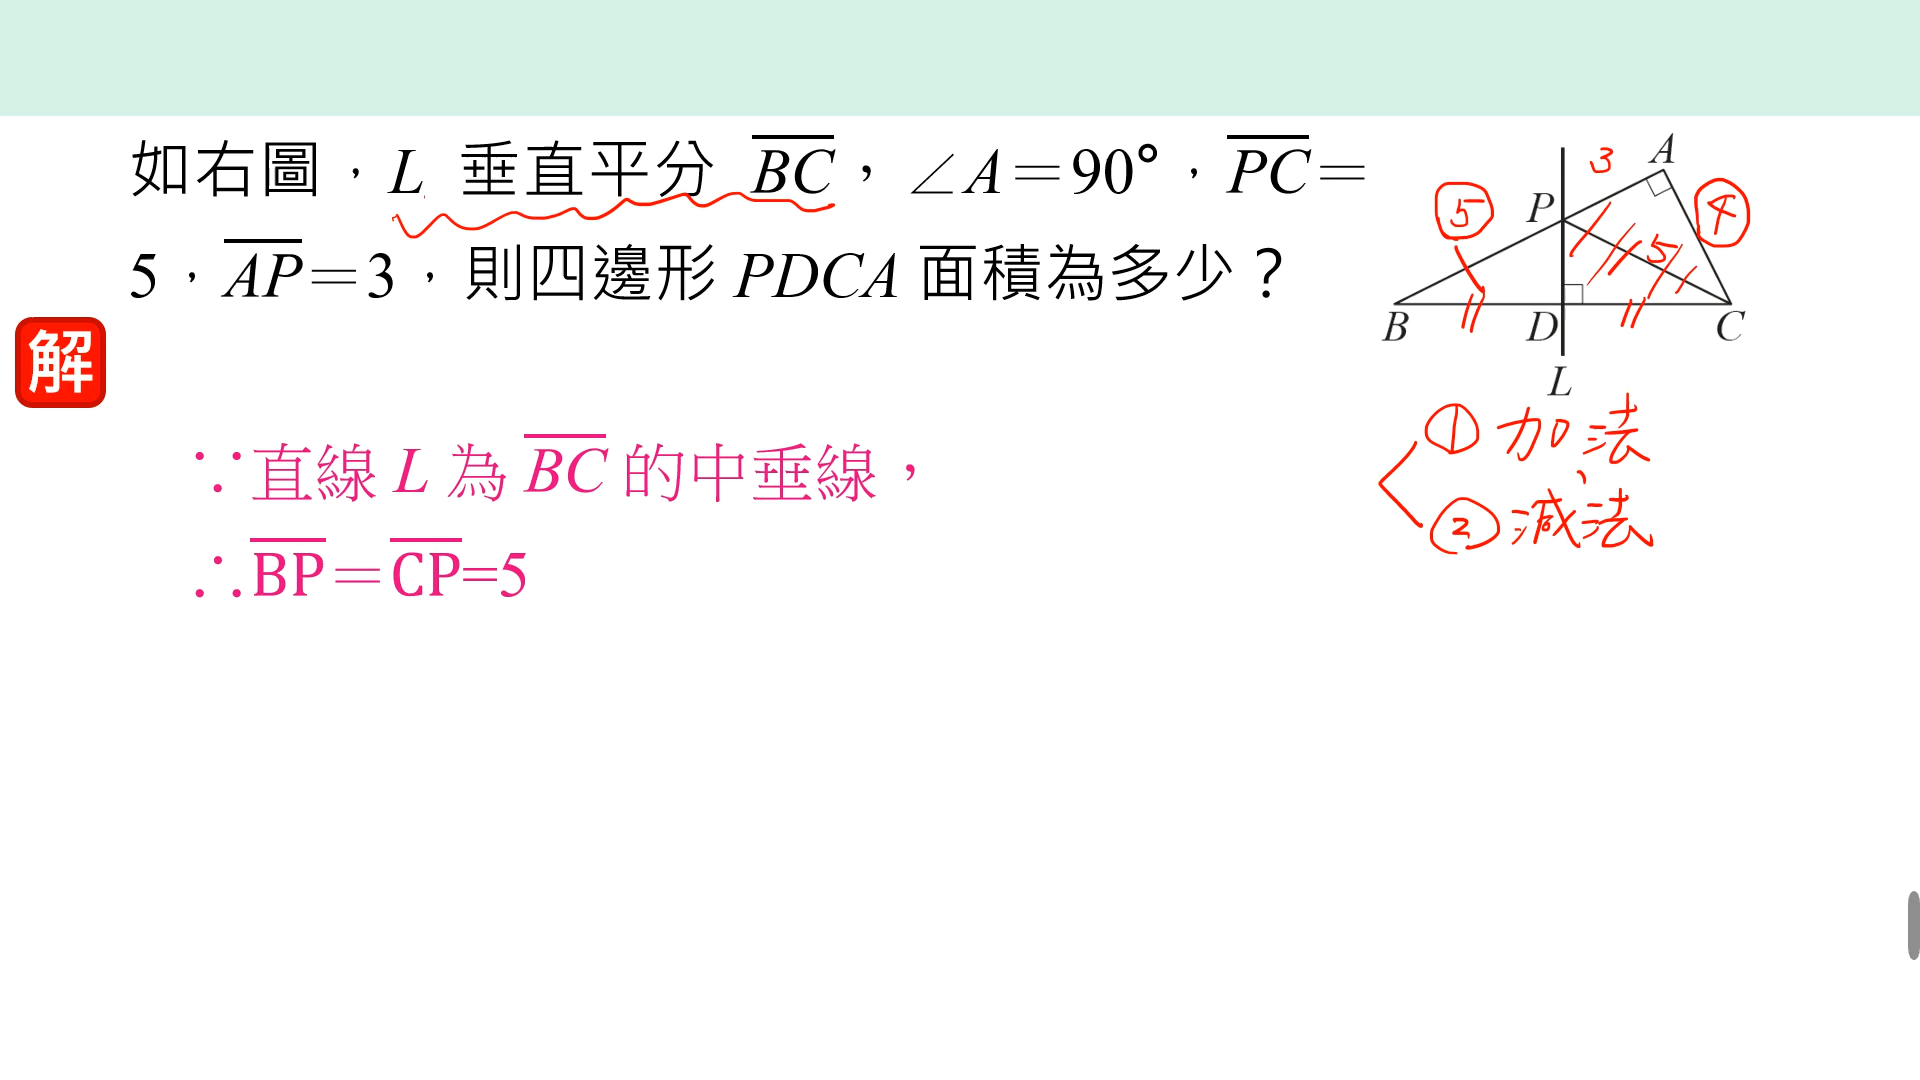 如右圖，L 垂直平分 BC，∠A＝90°，PC＝
5，AP＝3，則四邊形 PDCA 面積為多少？
解
∵直線 L 為 BC 的中垂線，
∴BP＝CP=5
A
3
P
5
4
5
B
D
C
L
① 加法
② 減法